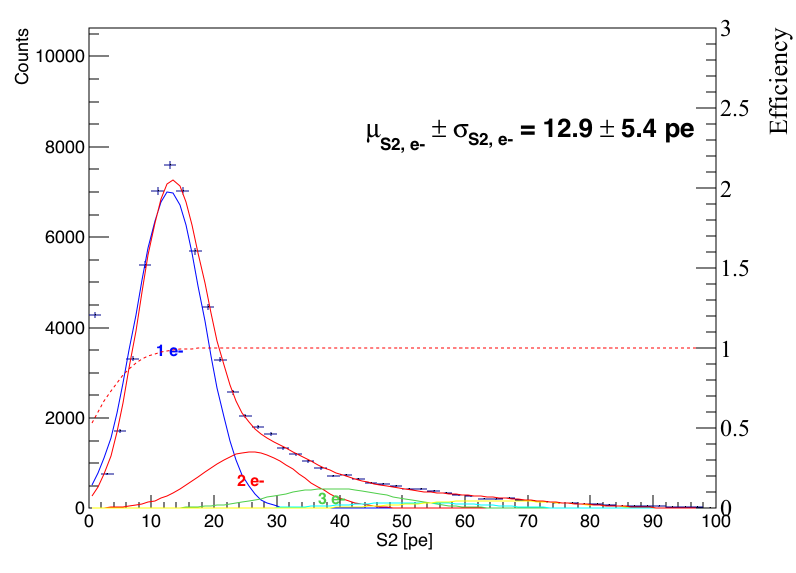 Counts
Efficiency
10000
8000
6000
4000
2000
0
3
2.5
2
1.5
1
0.5
0
μS2, e- ± σS2, e- = 12.9 ± 5.4 pe
1 e-
2 e-
3 e-
0 10 20 30 40 50 60 70 80 90 100
S2 [pe]